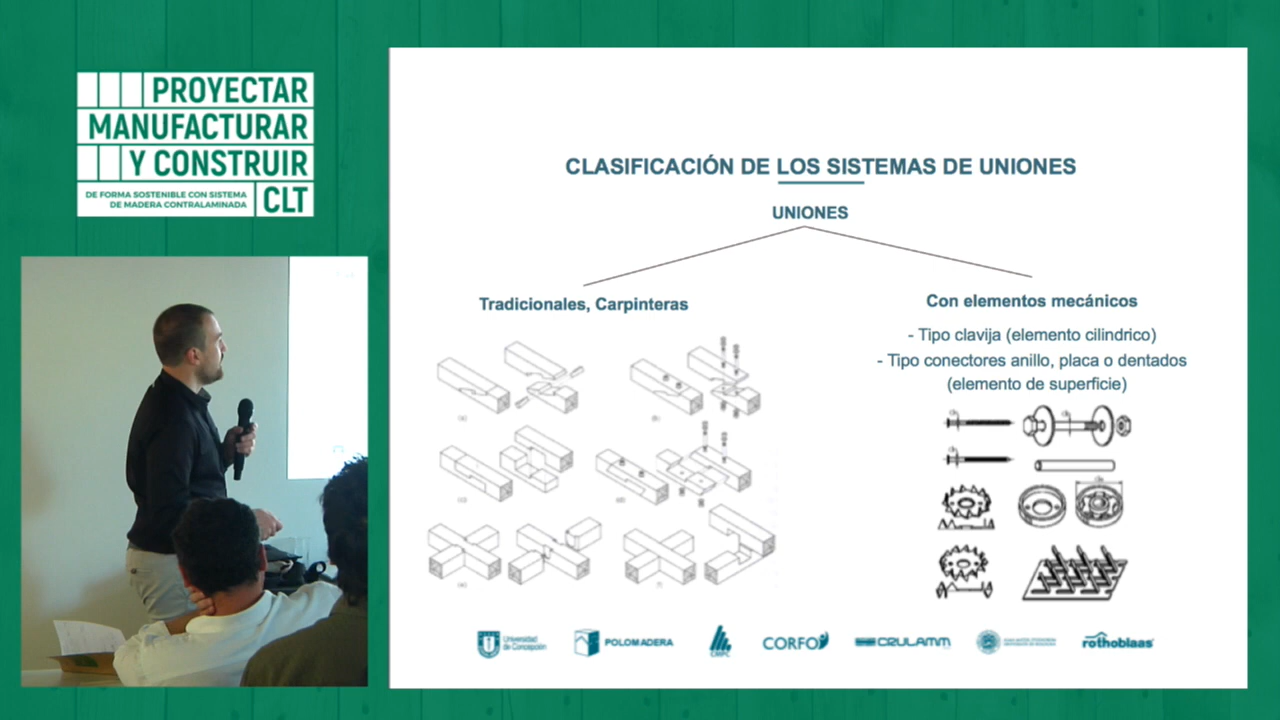 PROYECTAR
MANUFACTURAR
Y CONSTRUIR
DE FORMA SOSTENIBLE CON SISTEMA
DE MADERA CONTRALAMINADA
CLT
CLASIFICACIÓN DE LOS SISTEMAS DE UNIONES
UNIONES
Tradicionales, Carpinteras
Con elementos mecánicos
- Tipo clavija (elemento cilindrico)
- Tipo conectores anillo, placa o dentados
(elemento de superficie)
Universidad
de Concepción
POLOMADERA
CMPC
CORFO
CRULAMM
rothoblaas